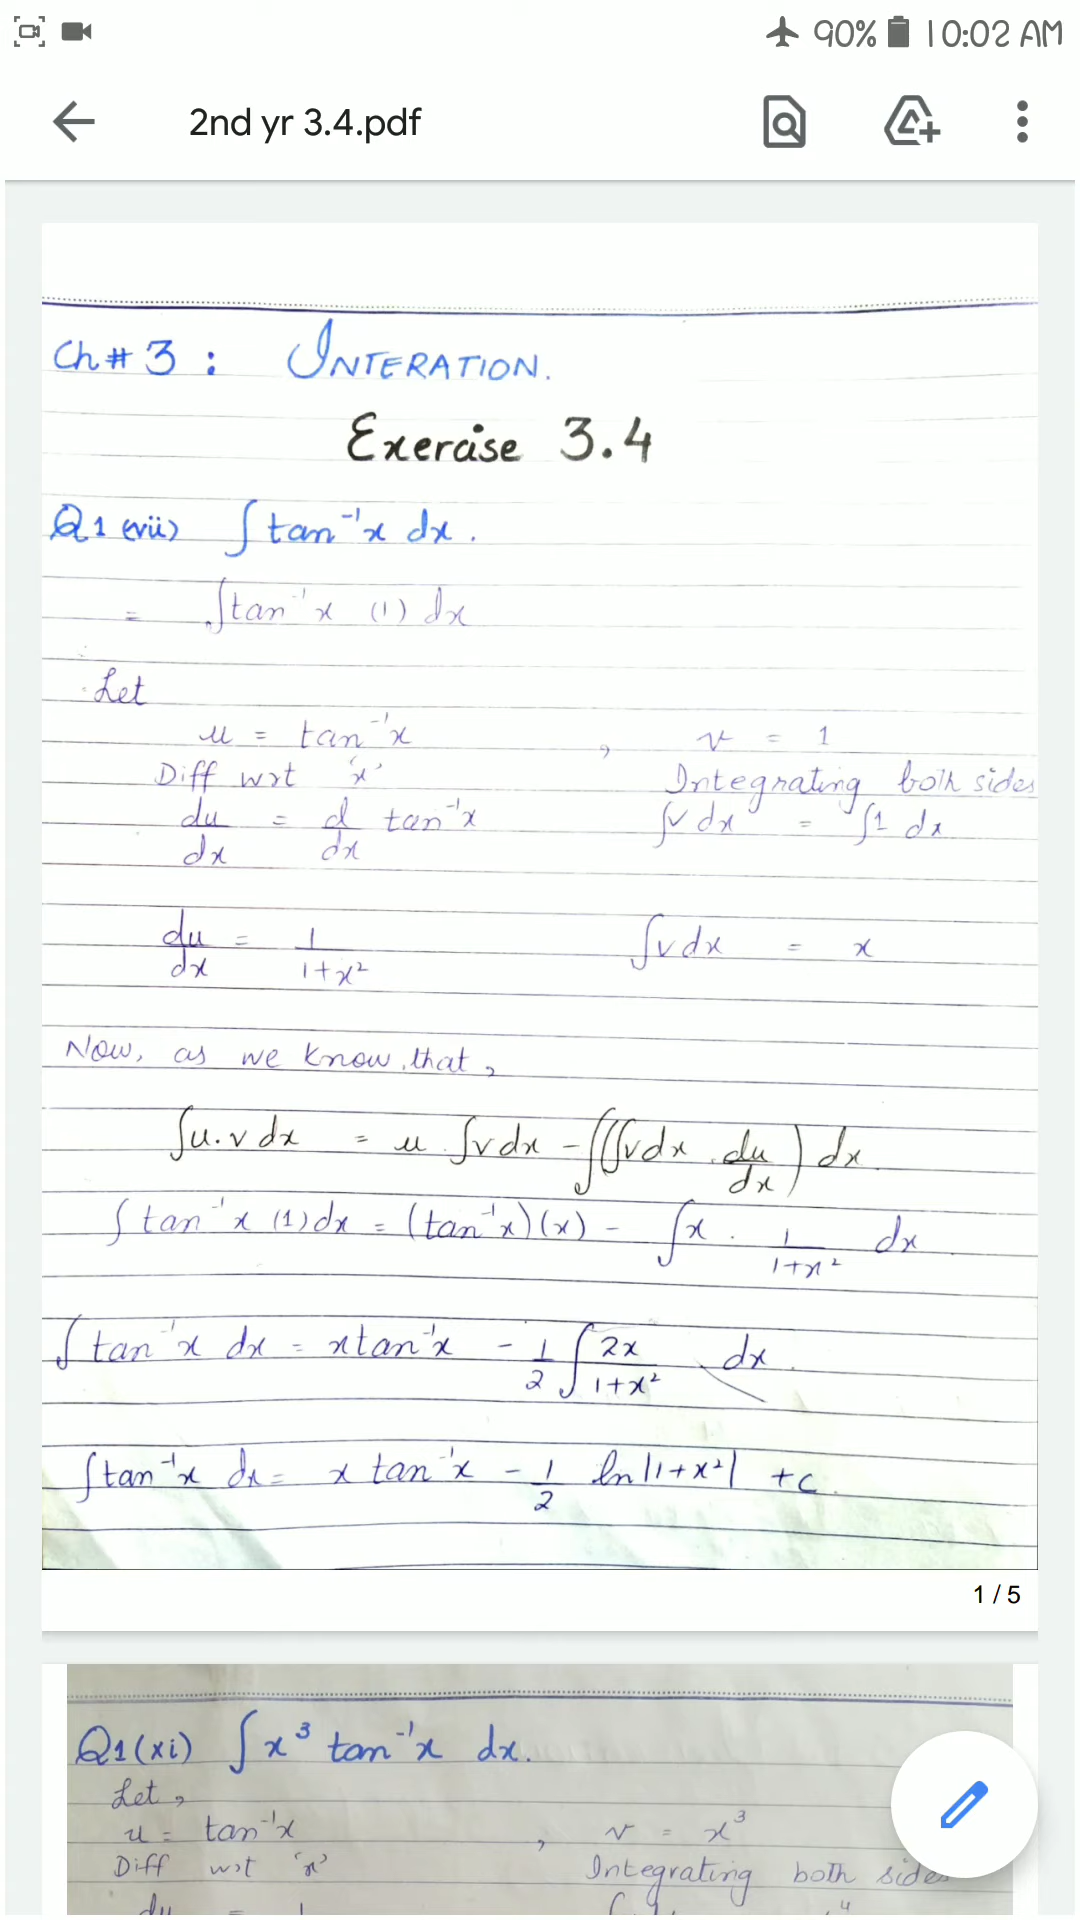 90% 10:02 AM
2nd yr 3.4.pdf
Ch # 3 : INTERATION.
Exercise 3.4
Q1 (vii) ∫ tan⁻¹x dx.
= ∫tan⁻¹x (1) dx
Let
u = tan⁻¹x , v = 1
Diff wrt 'x' Integrating both sides
du/dx = d/dx tan⁻¹x ∫v dx = ∫1 dx
du/dx = 1/(1+x²) ∫v dx = x
Now, as we know that,
∫u.v dx = u . ∫v dx - ∫(∫v dx . du/dx) dx.
∫ tan⁻¹x (1) dx = (tan⁻¹x)(x) - ∫x . 1/(1+x²) dx.
∫ tan⁻¹x dx = x tan⁻¹x - 1/2 ∫ 2x/(1+x²) dx.
∫tan⁻¹x dx = x tan⁻¹x - 1/2 ln|1+x²| +c.
1 / 5
Q1(xi) ∫ x³ tan⁻¹x dx.
Let,
u = tan⁻¹x , v = x³
Diff wrt 'x' Integrating both sides